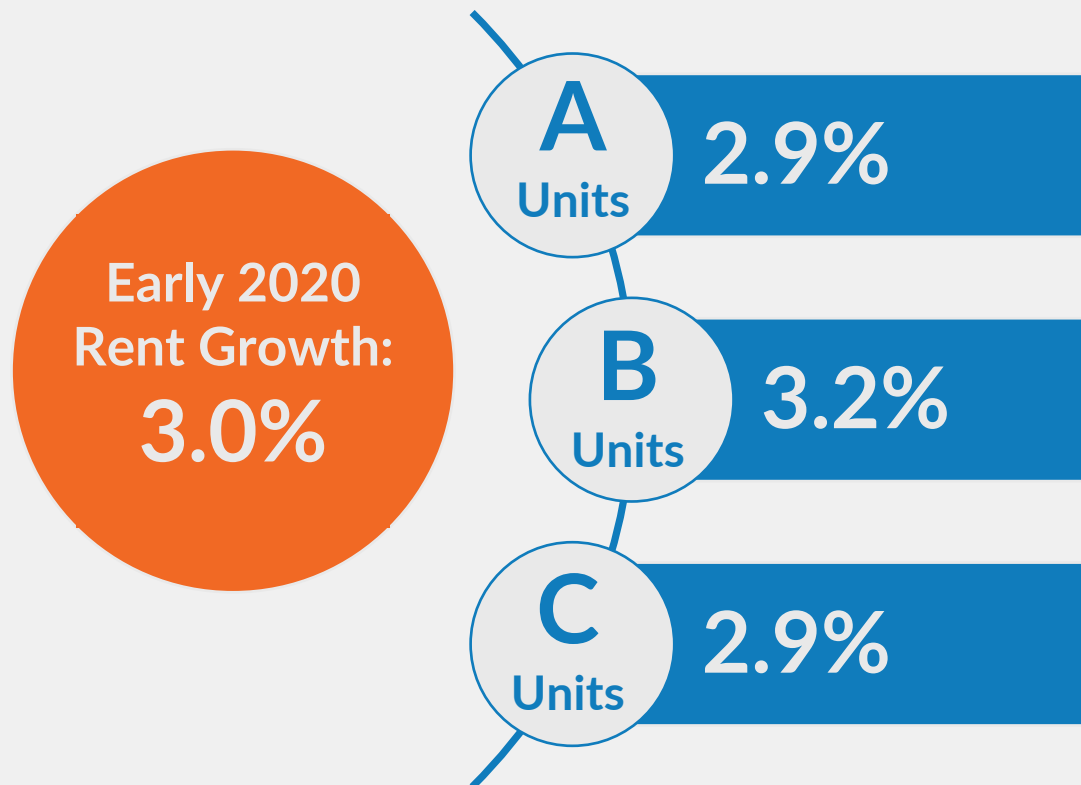 Early 2020
Rent Growth:
3.0%
A
Units
2.9%
B
Units
3.2%
C
Units
2.9%